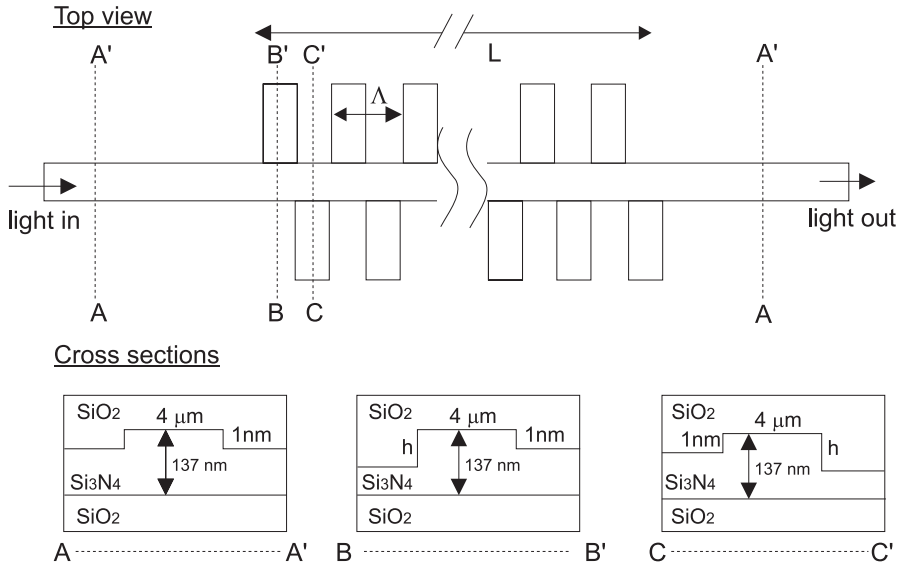 Top view
A' B' C' L A'
Λ
light in light out
A B C A
Cross sections
SiO2 4 μm 1nm
137 nm
Si3N4
SiO2
A A'
SiO2 4 μm 1nm
h 137 nm
Si3N4
SiO2
B B'
SiO2 4 μm
1nm h
137 nm
Si3N4
SiO2
C C'